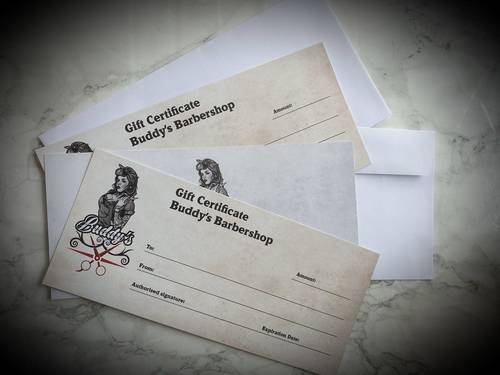 Gift Certificate
Buddy's Barbershop
Amount:
Gift Certificate
Buddy's Barbershop
Buddy's
To:
Amount:
From:
Authorized signature:
Expiration Date: